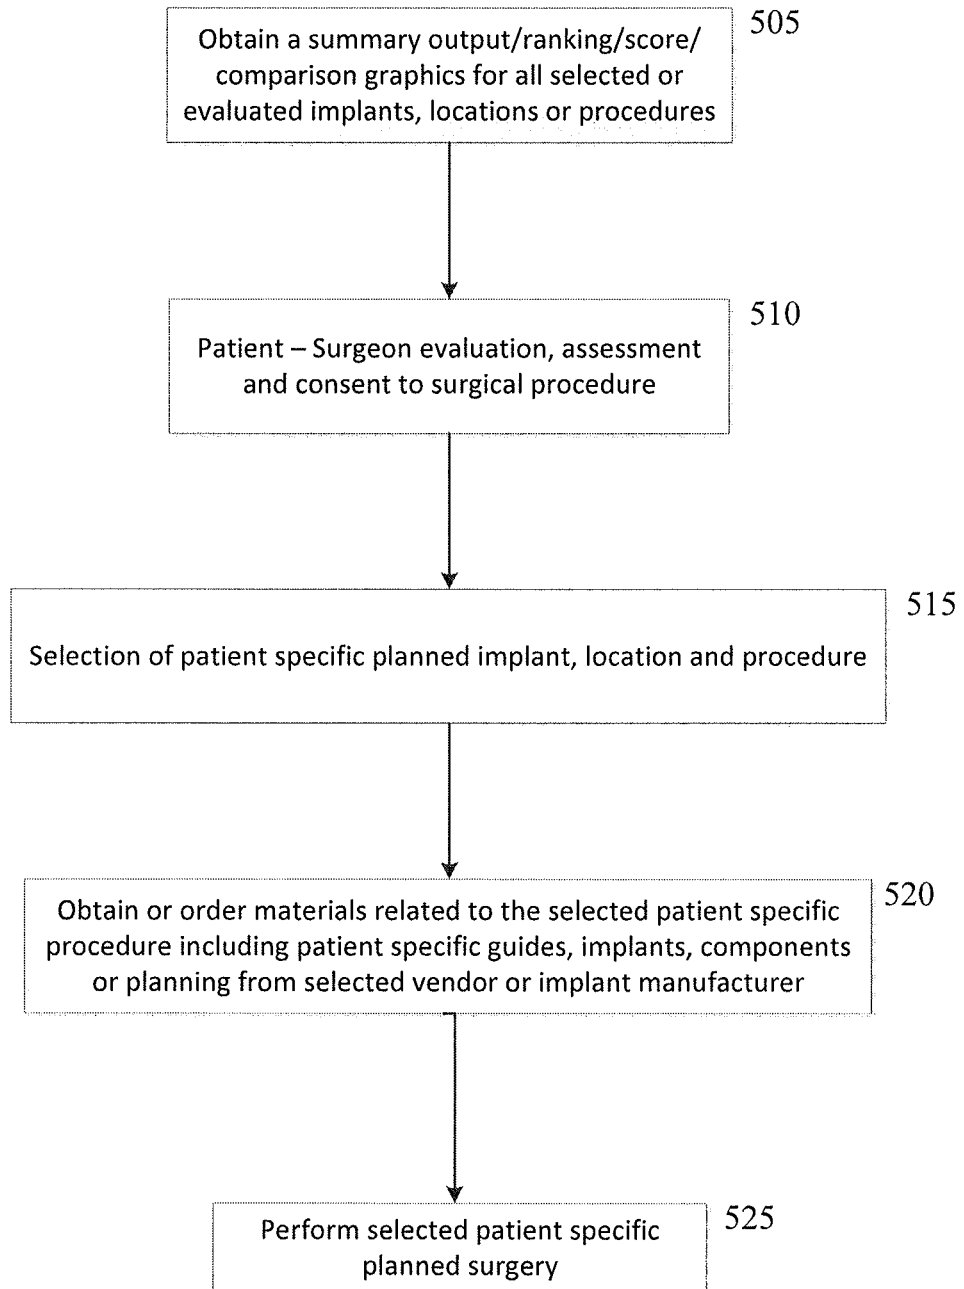 505
Obtain a summary output/ranking/score/
comparison graphics for all selected or
evaluated implants, locations or procedures
510
Patient – Surgeon evaluation, assessment
and consent to surgical procedure
515
Selection of patient specific planned implant, location and procedure
520
Obtain or order materials related to the selected patient specific
procedure including patient specific guides, implants, components
or planning from selected vendor or implant manufacturer
525
Perform selected patient specific
planned surgery